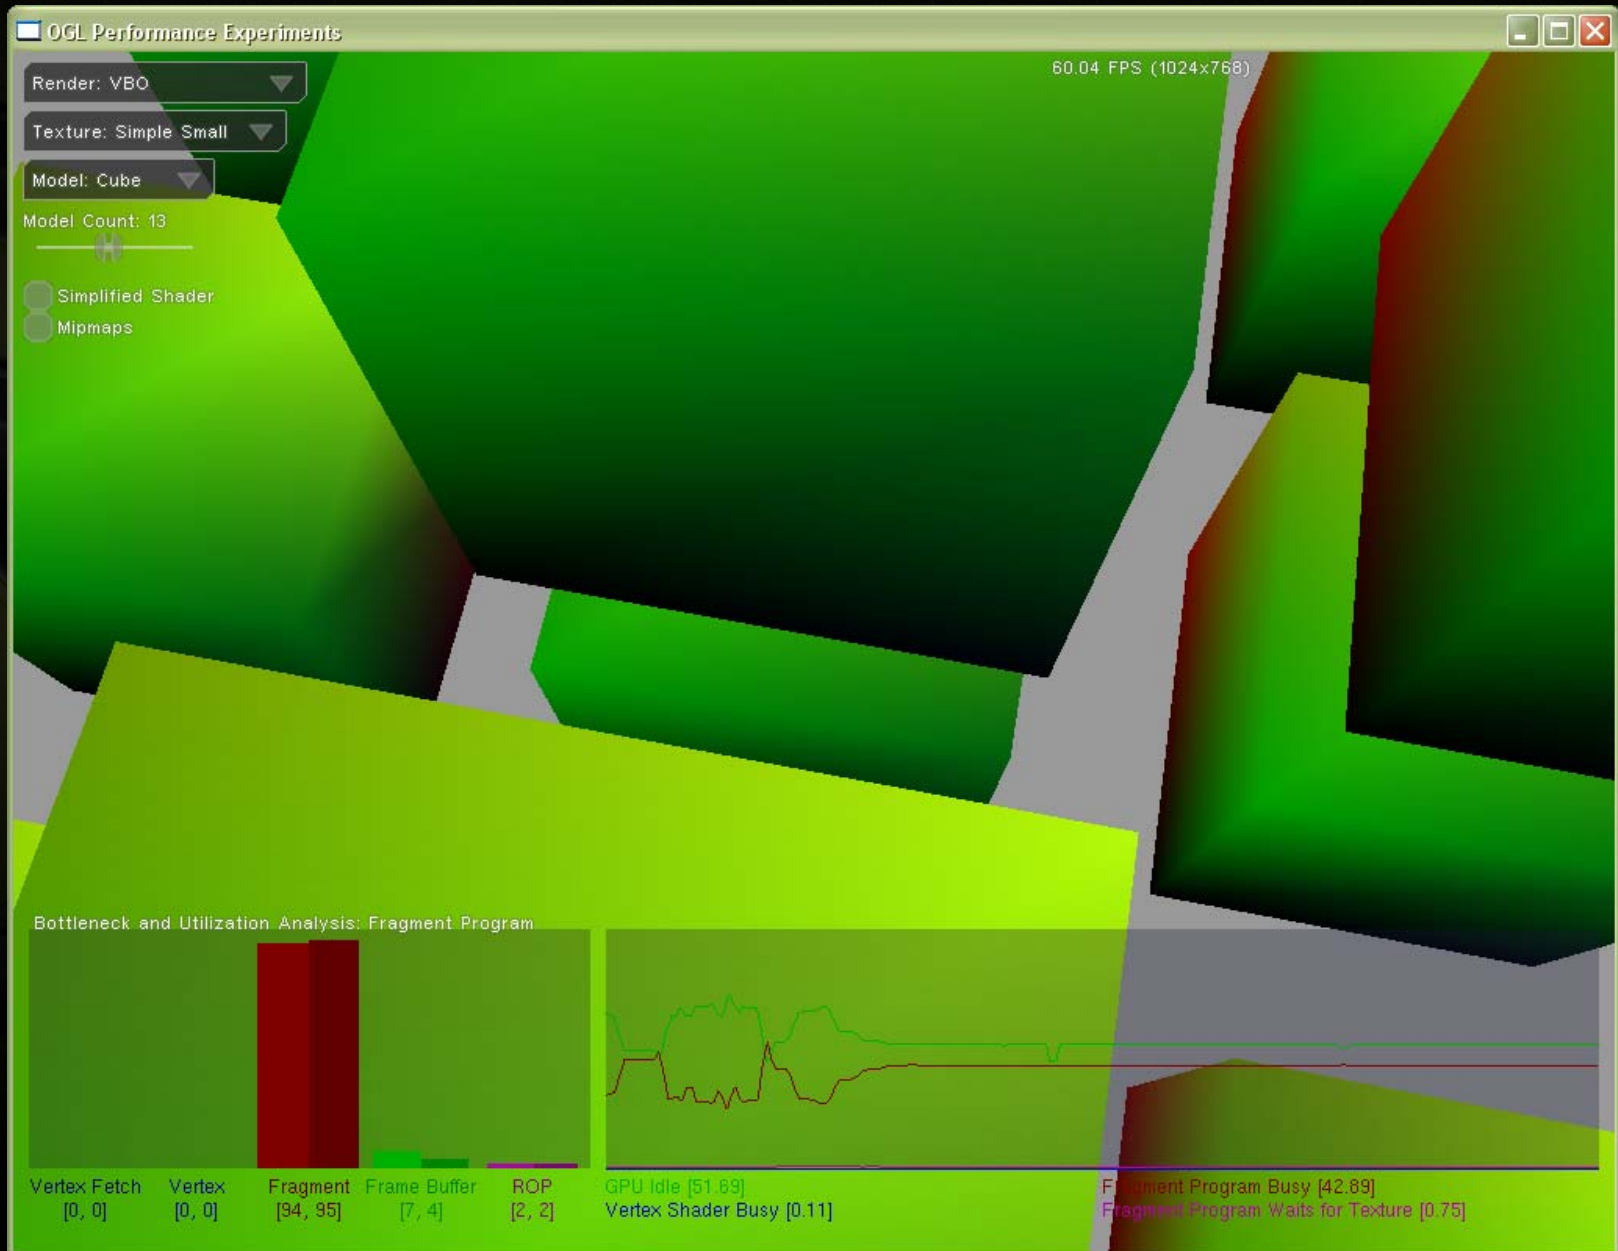 OGL Performance Experiments
60.04 FPS (1024x768)
Render: VBO
Texture: Simple Small
Model: Cube
Model Count: 13
Simplified Shader
Mipmaps
Bottleneck and Utilization Analysis: Fragment Program
Vertex Fetch Vertex Fragment Frame Buffer ROP
[0, 0] [0, 0] [94, 95] [7, 4] [2, 2]
GPU Idle [51.69] Fragment Program Busy [42.89]
Vertex Shader Busy [0.11] Fragment Program Waits for Texture [0.75]